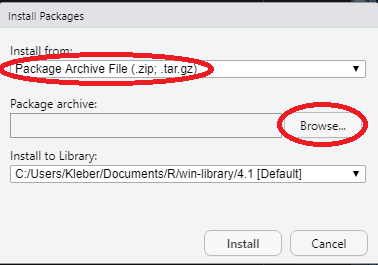 Install Packages
Install from:
Package Archive File (.zip; .tar.gz)
Package archive:
Browse...
Install to Library:
C:/Users/Kleber/Documents/R/win-library/4.1 [Default]
Install
Cancel